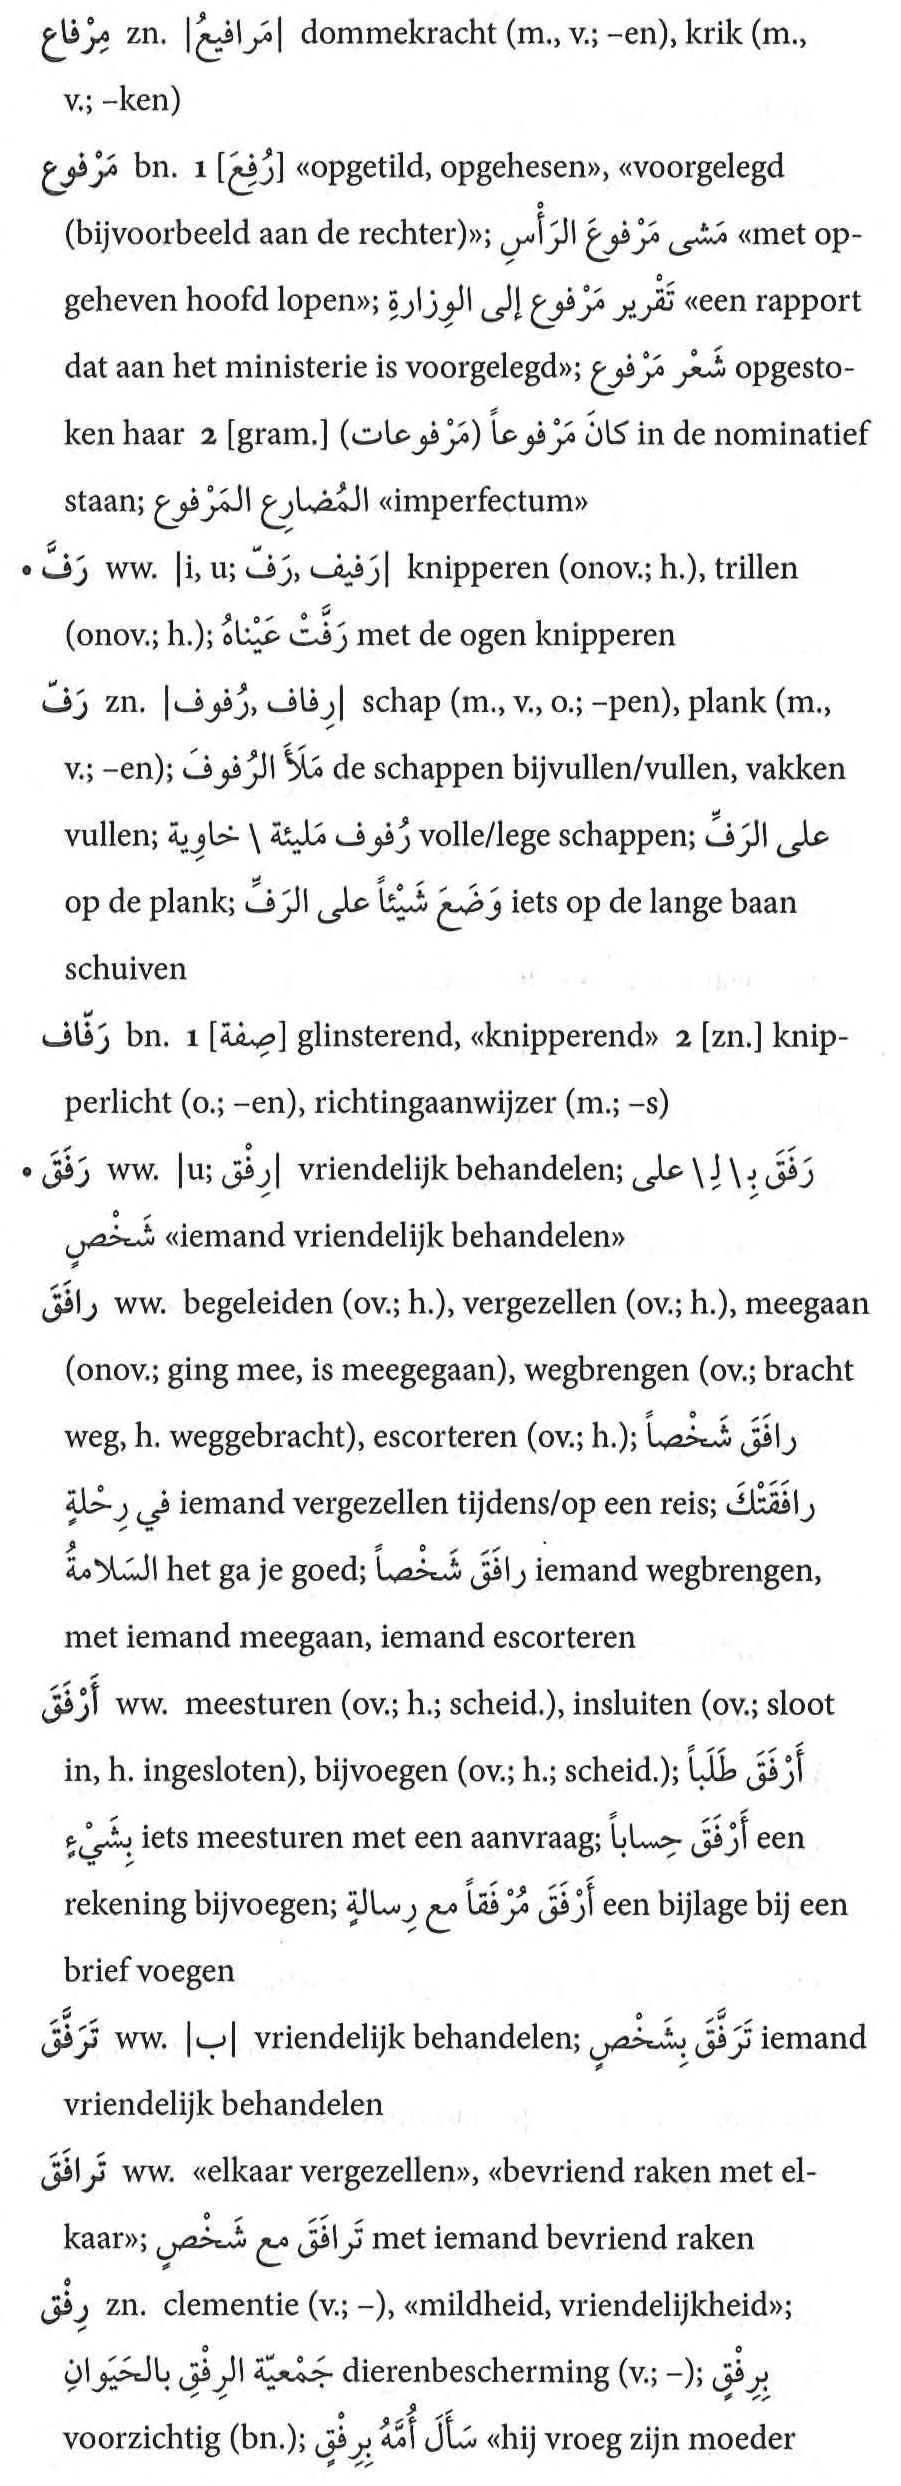 مِرْفاع zn. |مَرافيعُ| dommekracht (m., v.; –en), krik (m.,
v.; –ken)
مَرْفوع bn. 1 [رُفِعَ] «opgetild, opgehesen», «voorgelegd
(bijvoorbeeld aan de rechter)»; مَشى مَرْفوعَ الرَأْسِ «met op-
geheven hoofd lopen»; تَقْرير مَرْفوع إلى الوِزارةِ «een rapport
dat aan het ministerie is voorgelegd»; شَعْر مَرْفوع opgesto-
ken haar 2 [gram.] (مَرْفوعات) كانَ مَرْفوعاً in de nominatief
staan; المُضارِع المَرْفوع «imperfectum»
• رَفَّ ww. |i, u; رَفيف, رَفّ| knipperen (onov.; h.), trillen
(onov.; h.); رَفَّتْ عَيْناهُ met de ogen knipperen
رَفّ zn. |رِفاف, رُفوف| schap (m., v., o.; –pen), plank (m.,
v.; –en); مَلَأَ الرُفوفَ de schappen bijvullen/vullen, vakken
vullen; رُفوف مَليئة \ خاوِية volle/lege schappen; على الرَفِّ
op de plank; وَضَعَ شَيْئاً على الرَفِّ iets op de lange baan
schuiven
رَفّاف bn. 1 [صِفة] glinsterend, «knipperend» 2 [zn.] knip-
perlicht (o.; –en), richtingaanwijzer (m.; –s)
• رَفَقَ ww. |u; رِفْق| vriendelijk behandelen; رَفَقَ بِ\ لِ\ على
شَخْصٍ «iemand vriendelijk behandelen»
رافَقَ ww. begeleiden (ov.; h.), vergezellen (ov.; h.), meegaan
(onov.; ging mee, is meegegaan), wegbrengen (ov.; bracht
weg, h. weggebracht), escorteren (ov.; h.); رافَقَ شَخْصاً
في رِحْلةٍ iemand vergezellen tijdens/op een reis; رافَقَتْكَ
السَلامةُ het ga je goed; رافَقَ شَخْصاً iemand wegbrengen,
met iemand meegaan, iemand escorteren
أَرْفَقَ ww. meesturen (ov.; h.; scheid.), insluiten (ov.; sloot
in, h. ingesloten), bijvoegen (ov.; h.; scheid.); أَرْفَقَ طَلَباً
بِشَيْءٍ iets meesturen met een aanvraag; أَرْفَقَ حِساباً een
rekening bijvoegen; أَرْفَقَ مُرْفَقاً مع رِسالةٍ een bijlage bij een
brief voegen
تَرَفَّقَ ww. |ب| vriendelijk behandelen; تَرَفَّقَ بِشَخْصٍ iemand
vriendelijk behandelen
تَرافَقَ ww. «elkaar vergezellen», «bevriend raken met el-
kaar»; تَرافَقَ مع شَخْصٍ met iemand bevriend raken
رِفْق zn. clementie (v.; –), «mildheid, vriendelijkheid»;
جَمْعيّة الرِفْقِ بالحَيَوانِ dierenbescherming (v.; –); بِرِفْقٍ
voorzichtig (bn.); سَأَلَ أُمَّهُ بِرِفْقٍ «hij vroeg zijn moeder